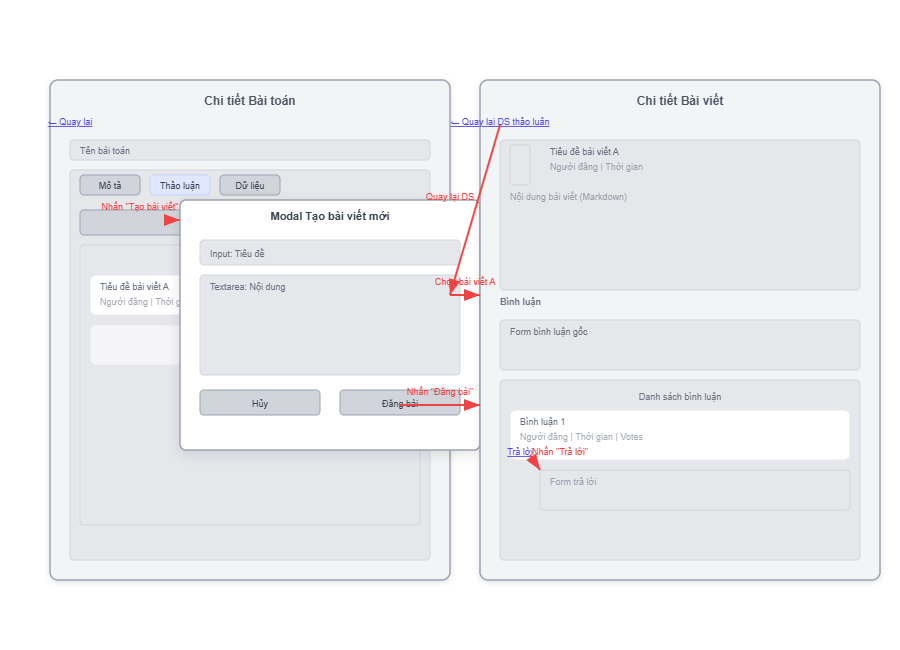 Chi tiết Bài toán
← Quay lại
Tên bài toán
Mô tả
Thảo luận
Dữ liệu
Nhấn "Tạo bài viết"
Tiêu đề bài viết A
Người đăng | Thời g
Modal Tạo bài viết mới
Input: Tiêu đề
Textarea: Nội dung
Hủy
Đăng bài
Nhấn "Đăng bài"
Quay lại DS
Chọn bài viết A
Chi tiết Bài viết
← Quay lại DS thảo luận
Tiêu đề bài viết A
Người đăng | Thời gian
Nội dung bài viết (Markdown)
Bình luận
Form bình luận gốc
Danh sách bình luận
Bình luận 1
Người đăng | Thời gian | Votes
Trả lời
Nhấn "Trả lời"
Form trả lời